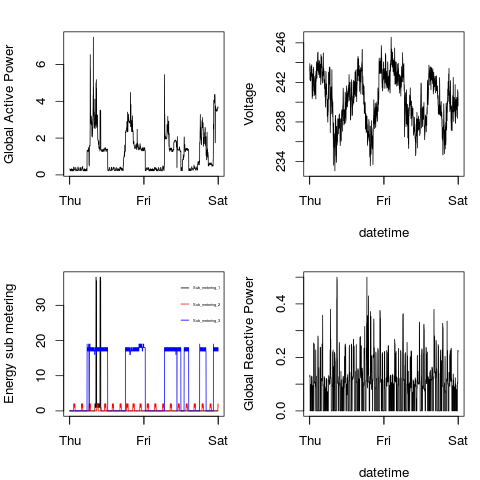 Global Active Power
6
4
2
0
Thu
Fri
Sat
Voltage
246
242
238
234
Thu
Fri
Sat
datetime
Energy sub metering
30
20
10
0
Sub_metering_1
Sub_metering_2
Sub_metering_3
Thu
Fri
Sat
Global Reactive Power
0.4
0.2
0.0
Thu
Fri
Sat
datetime